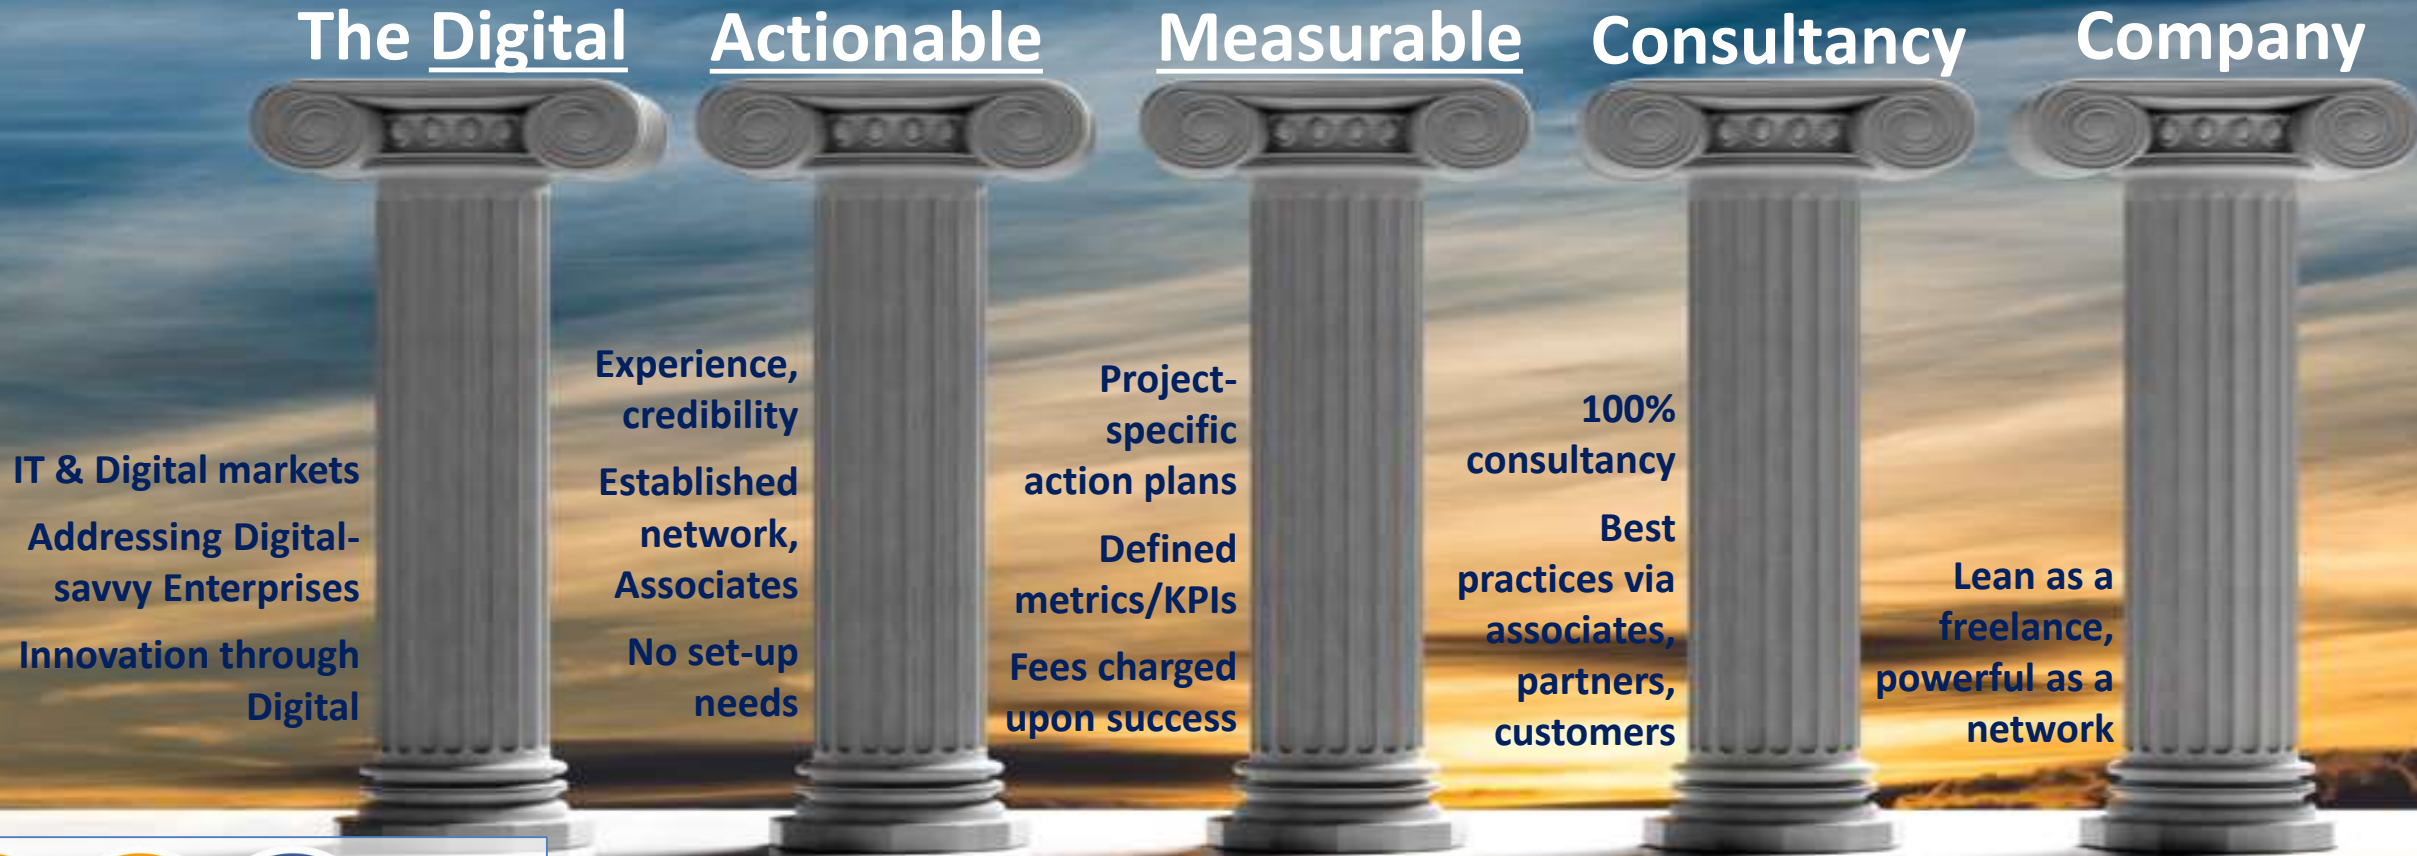 The Digital
Actionable
Measurable
Consultancy
Company
IT & Digital markets
Addressing Digital-
savvy Enterprises
Innovation through
Digital
Experience,
credibility
Established
network,
Associates
No set-up
needs
Project-
specific
action plans
Defined
metrics/KPIs
Fees charged
upon success
100%
consultancy
Best
practices via
associates,
partners,
customers
Lean as a
freelance,
powerful as a
network